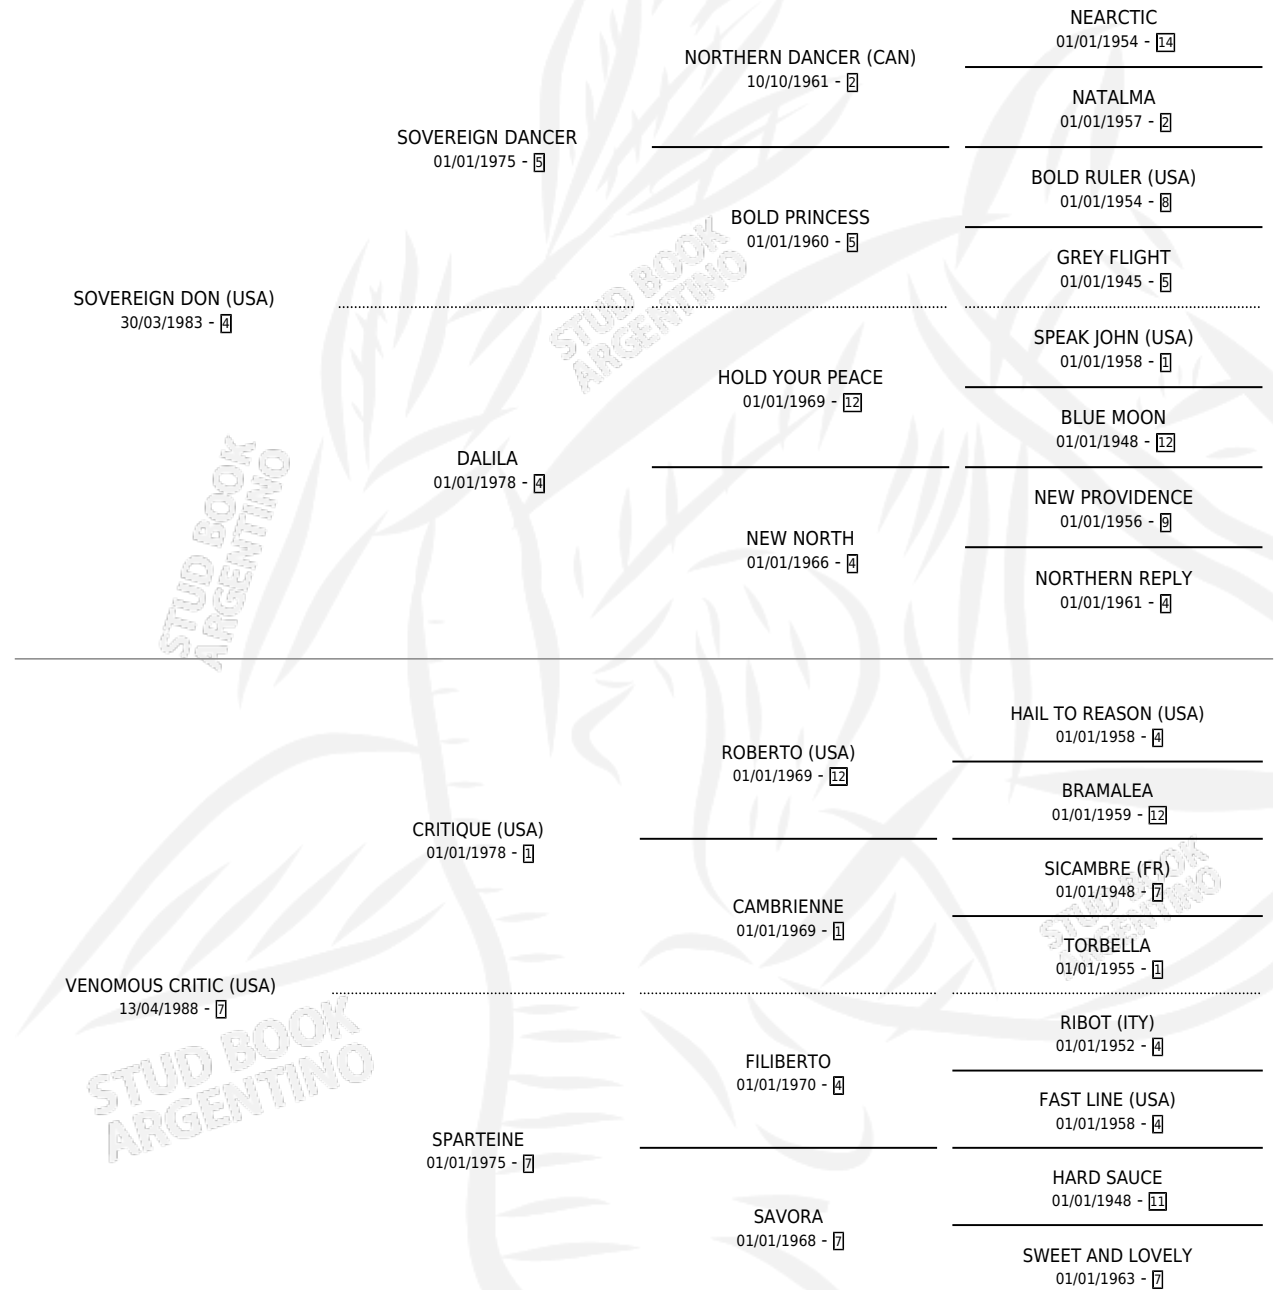 NEARCTIC
01/01/1954 - 14
NORTHERN DANCER (CAN)
10/10/1961 - 2
NATALMA
01/01/1957 - 2
SOVEREIGN DANCER
01/01/1975 - 5
BOLD RULER (USA)
01/01/1954 - 8
BOLD PRINCESS
01/01/1960 - 5
GREY FLIGHT
01/01/1945 - 5
STUD BOOK
ARGENTINO
SOVEREIGN DON (USA)
30/03/1983 - 4
SPEAK JOHN (USA)
01/01/1958 - 1
HOLD YOUR PEACE
01/01/1969 - 12
BLUE MOON
01/01/1948 - 12
DALILA
01/01/1978 - 4
NEW PROVIDENCE
01/01/1956 - 9
NEW NORTH
01/01/1966 - 4
NORTHERN REPLY
01/01/1961 - 4
STUD BOOK
ARGENTINO
HAIL TO REASON (USA)
01/01/1958 - 4
ROBERTO (USA)
01/01/1969 - 12
BRAMALEA
01/01/1959 - 12
CRITIQUE (USA)
01/01/1978 - 1
SICAMBRE (FR)
01/01/1948 - 7
CAMBRIENNE
01/01/1969 - 1
STUD BOOK
ARGENTINO
TORBELLA
01/01/1955 - 1
VENOMOUS CRITIC (USA)
13/04/1988 - 7
RIBOT (ITY)
01/01/1952 - 4
FILIBERTO
01/01/1970 - 4
FAST LINE (USA)
01/01/1958 - 4
STUD BOOK
ARGENTINO
SPARTEINE
01/01/1975 - 7
HARD SAUCE
01/01/1948 - 11
SAVORA
01/01/1968 - 7
SWEET AND LOVELY
01/01/1963 - 7